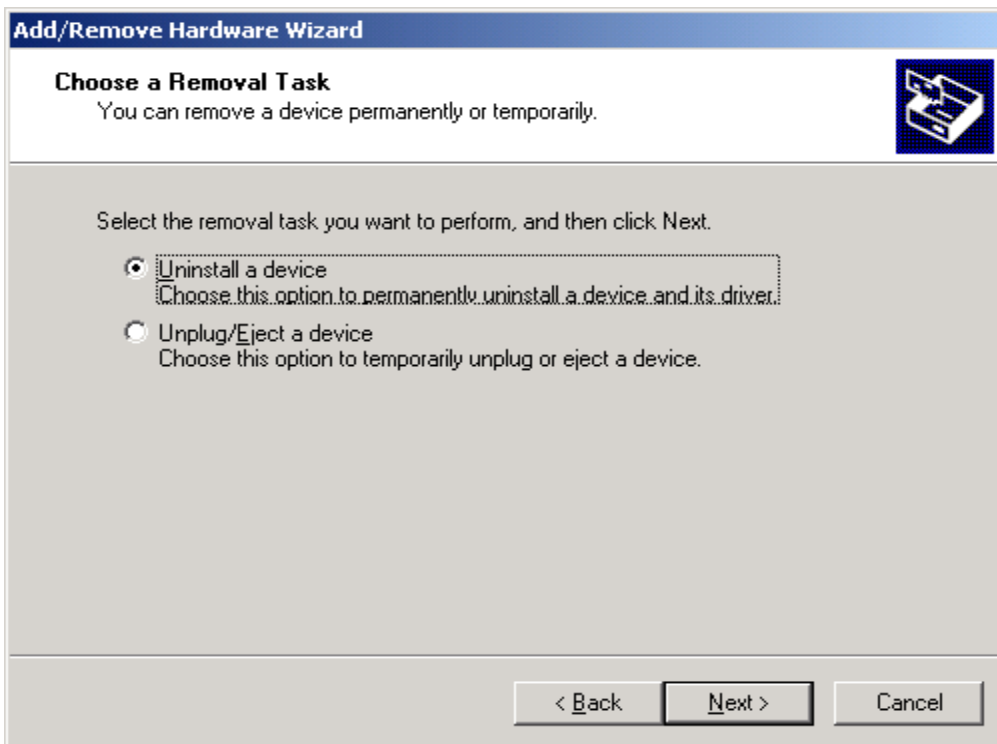 Add/Remove Hardware Wizard
Choose a Removal Task
You can remove a device permanently or temporarily.
Select the removal task you want to perform, and then click Next.
Uninstall a device
Choose this option to permanently uninstall a device and its driver.
Unplug/Eject a device
Choose this option to temporarily unplug or eject a device.
< Back Next > Cancel